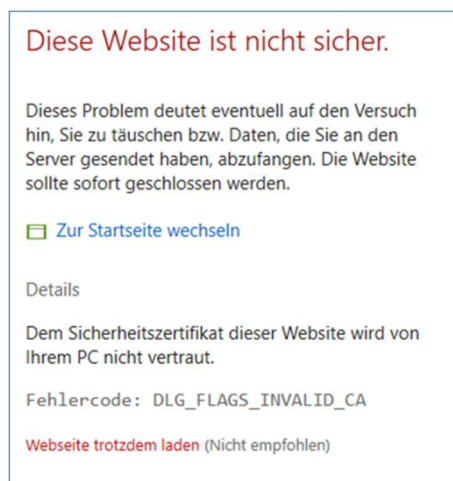 Diese Website ist nicht sicher.
Dieses Problem deutet eventuell auf den Versuch
hin, Sie zu täuschen bzw. Daten, die Sie an den
Server gesendet haben, abzufangen. Die Website
sollte sofort geschlossen werden.
Zur Startseite wechseln
Details
Dem Sicherheitszertifikat dieser Website wird von
Ihrem PC nicht vertraut.
Fehlercode: DLG_FLAGS_INVALID_CA
Webseite trotzdem laden (Nicht empfohlen)